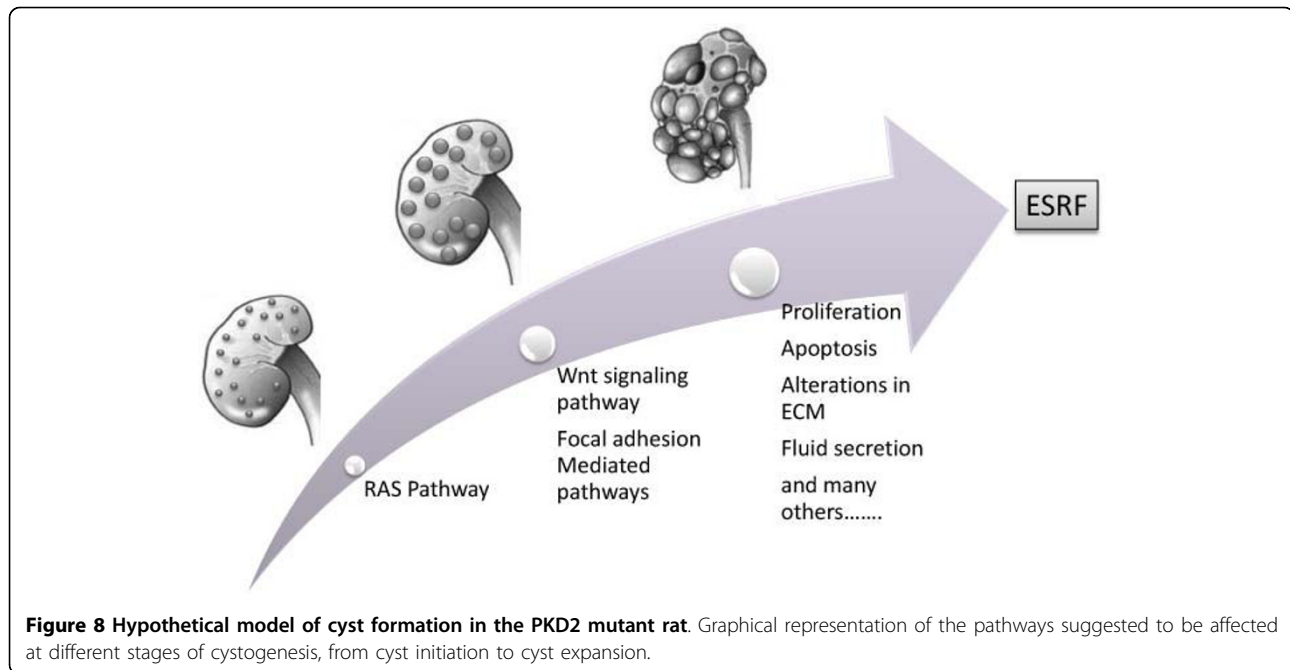 ESRF
Proliferation
Apoptosis
Alterations in
ECM
Fluid secretion
and many
others.......
Wnt signaling
pathway
Focal adhesion
Mediated
pathways
RAS Pathway
Figure 8 Hypothetical model of cyst formation in the PKD2 mutant rat. Graphical representation of the pathways suggested to be affected
at different stages of cystogenesis, from cyst initiation to cyst expansion.